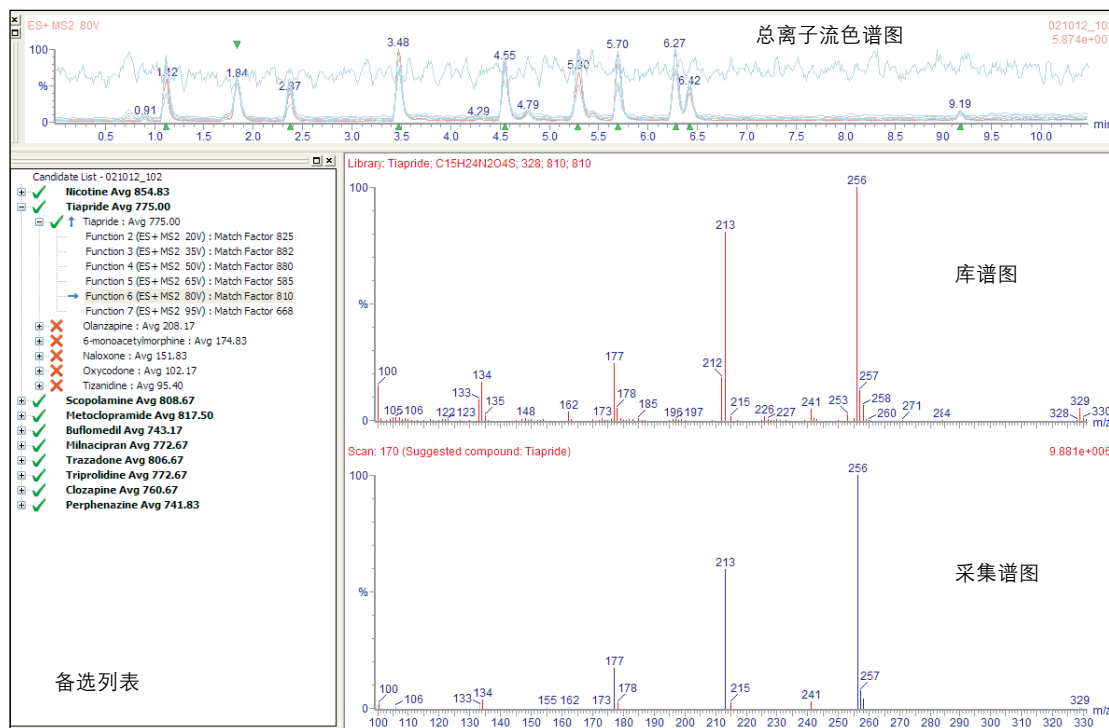 ES+ MS2 80V
021012_102
5.874e+007
总离子流色谱图
100
%
0
0.91
1.12
1.84
2.37
3.48
4.29
4.55
4.79
5.30
5.70
6.27
6.42
9.19
0.5 1.0 1.5 2.0 2.5 3.0 3.5 4.0 4.5 5.0 5.5 6.0 6.5 7.0 7.5 8.0 8.5 9.0 9.5 10.0
min
Candidate List - 021012_102
Nicotine Avg 854.83
Tiapride Avg 775.00
Tiapride : Avg 775.00
Function 2 (ES+ MS2 20V) : Match Factor 825
Function 3 (ES+ MS2 35V) : Match Factor 882
Function 4 (ES+ MS2 50V) : Match Factor 880
Function 5 (ES+ MS2 65V) : Match Factor 585
Function 6 (ES+ MS2 80V) : Match Factor 810
Function 7 (ES+ MS2 95V) : Match Factor 668
Olanzapine : Avg 208.17
6-monoacetylmorphine : Avg 174.83
Naloxone : Avg 151.83
Oxycodone : Avg 102.17
Tizanidine : Avg 95.40
Scopolamine Avg 808.67
Metoclopramide Avg 817.50
Buflomedil Avg 743.17
Milnacipran Avg 772.67
Trazadone Avg 806.67
Triprolidine Avg 772.67
Clozapine Avg 760.67
Perphenazine Avg 741.83
备选列表
Library: Tiapride; C15H24N2O4S; 328; 810; 810
100
%
0
库谱图
100
105
106
122
123
133
134
135
148
162
173
177
178
185
196
197
212
213
215
226
227
241
253
256
257
258
260
271
284
328
329
330
m/z
Scan: 170 (Suggested compound: Tiapride)
9.881e+006
100
%
0
采集谱图
100
106
133
134
155
162
173
177
178
213
215
241
256
257
329
m/z
100 110 120 130 140 150 160 170 180 190 200 210 220 230 240 250 260 270 280 290 300 310 320 330